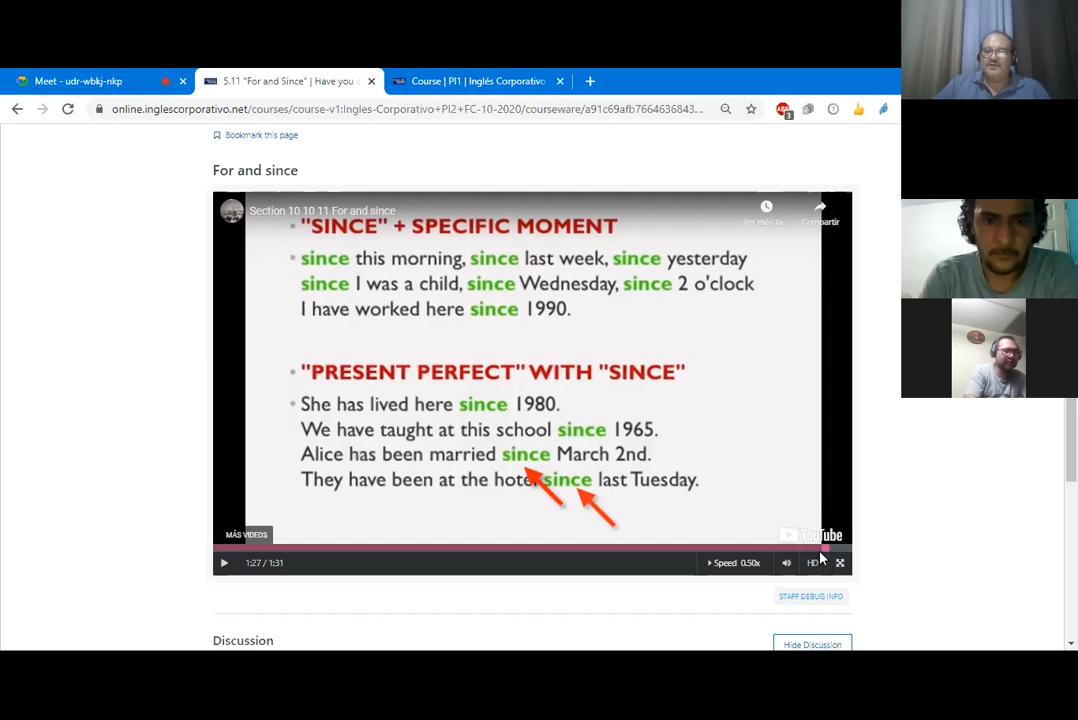 Meet - udr-wbkj-nkp
5.11 "For and Since" | Have you e
Course | PI1 | Inglés Corporativo
online.inglescorporativo.net/courses/course-v1:Ingles-Corporativo+PI2+FC-10-2020/courseware/a91c69afb7664636843...
3
Bookmark this page
For and since
Section 10 10 11 For and since
Ver más ta...
Compartir
• "SINCE" + SPECIFIC MOMENT
• since this morning, since last week, since yesterday
since I was a child, since Wednesday, since 2 o'clock
I have worked here since 1990.
• "PRESENT PERFECT" WITH "SINCE"
• She has lived here since 1980.
We have taught at this school since 1965.
Alice has been married since March 2nd.
They have been at the hotel since last Tuesday.
MÁS VIDEOS
YouTube
1:27 / 1:31
Speed 0.50x
HD
STAFF DEBUG INFO
Discussion
Hide Discussion